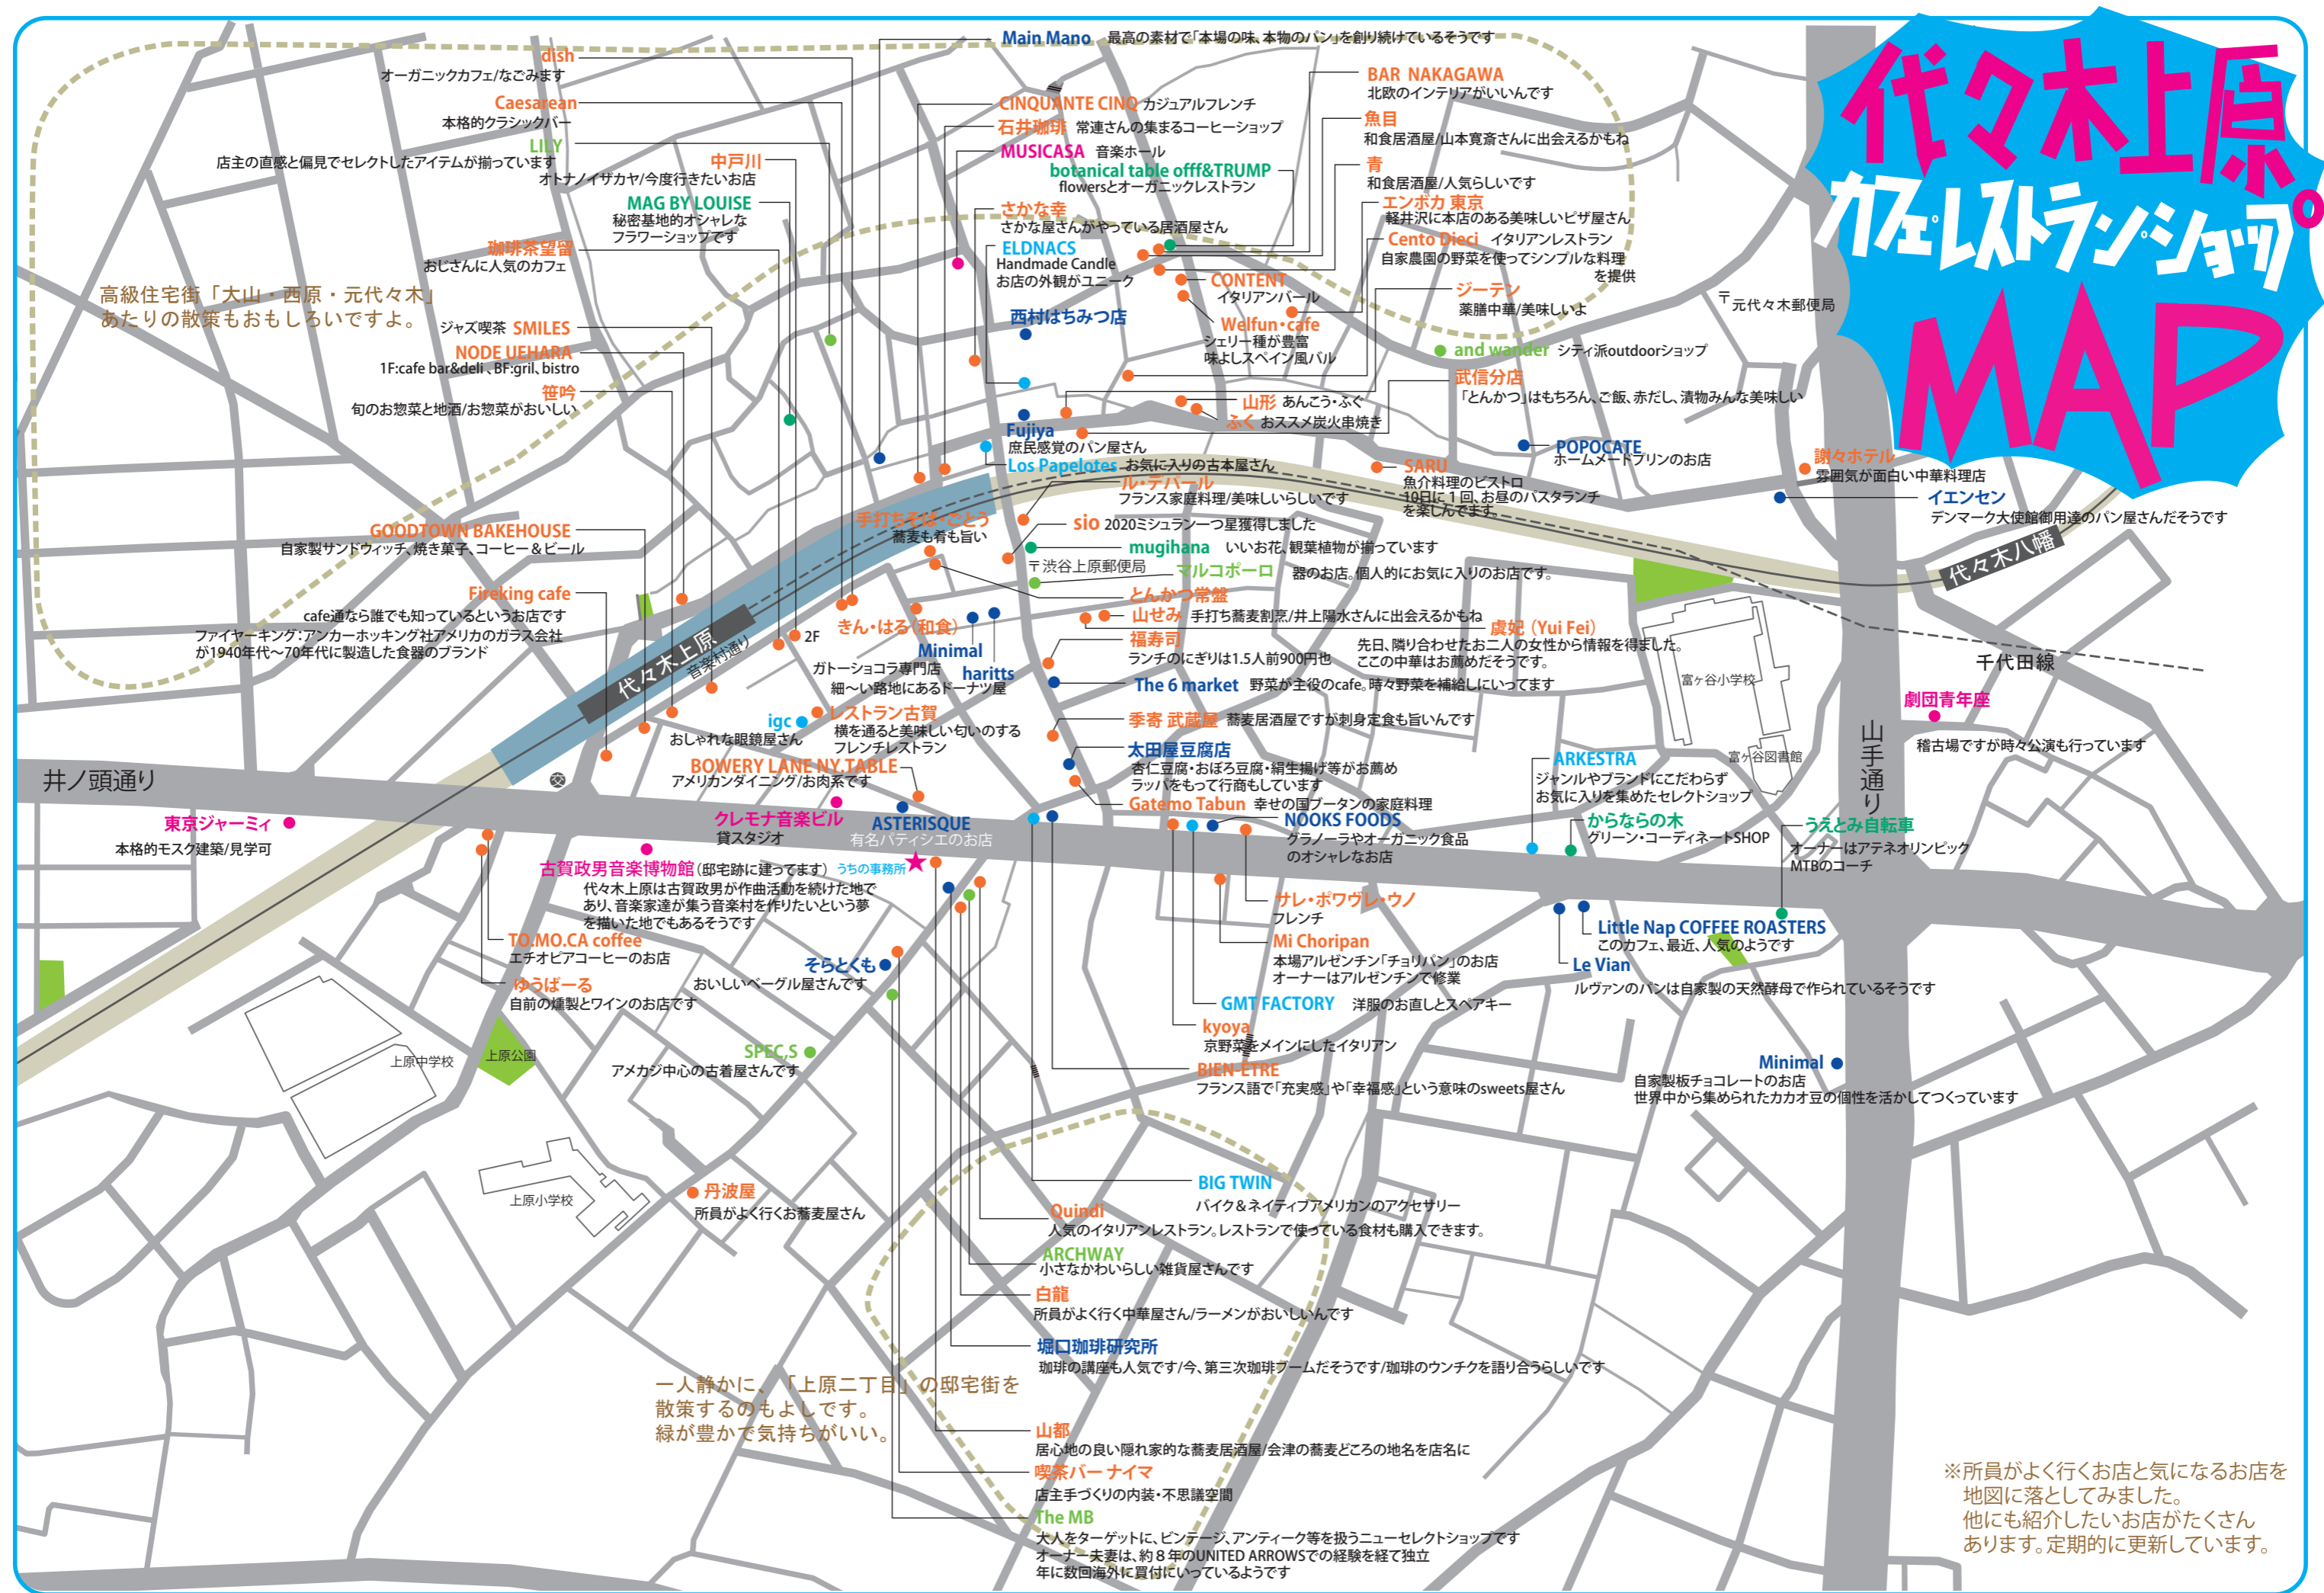 代々木上原。
カフェ・レストラン・ショップ
MAP
Main Mano 最高の素材で「本場の味、本物のパン」を創り続けているそうです
dish
オーガニックカフェ/なごみます
Caesarean
本格的クラシックバー
LILY
店主の直感と偏見でセレクトしたアイテムが揃っています
中戸川
オトナノイザカヤ/今度行きたいお店
MAG BY LOUISE
秘密基地的オシャレな
フラワーショップです
珈琲茶望留
おじさんに人気のカフェ
高級住宅街「大山・西原・元代々木」
あたりの散策もおもしろいですよ。
ジャズ喫茶 SMILES
NODE UEHARA
1F:cafe bar&deli、BF:gril、bistro
笹吟
旬のお惣菜と地酒/お惣菜がおいしい
GOODTOWN BAKEHOUSE
自家製サンドウィッチ、焼き菓子、コーヒー＆ビール
Fireking cafe
cafe通なら誰でも知っているというお店です
ファイヤーキング:アンカーホッキング社アメリカのガラス会社
が1940年代～70年代に製造した食器のブランド
CINQUANTE CINQ カジュアルフレンチ
石井珈琲 常連さんの集まるコーヒーショップ
MUSICASA 音楽ホール
botanical table offf&TRUMP
flowersとオーガニックレストラン
さかな幸
さかな屋さんがやっている居酒屋さん
ELDNACS
Handmade Candle
お店の外観がユニーク
西村はちみつ店
BAR NAKAGAWA
北欧のインテリアがいいんです
魚目
和食居酒屋/山本寛斎さんに出会えるかもね
青
和食居酒屋/人気らしいです
エンボカ 東京
軽井沢に本店のある美味しいピザ屋さん
Cento Dieci イタリアンレストラン
自家農園の野菜を使ってシンプルな料理
を提供
CONTENT
イタリアンバール
ジーテン
薬膳中華/美味しいよ
Welfun・cafe
シェリー種が豊富
味よしスペイン風バル
and wander シティ派outdoorショップ
武信分店
「とんかつ」はもちろん、ご飯、赤だし、漬物みんな美味しい
山形 あんこう・ふぐ
ふく おススメ炭火串焼き
Fujiya
庶民感覚のパン屋さん
Los Papelotes お気に入りの古本屋さん
〒
元代々木郵便局
POPOCATE
ホームメードプリンのお店
SARU
魚介料理のビストロ
10日に１回、お昼のパスタランチ
を楽しんでます。
謝々ホテル
雰囲気が面白い中華料理店
イエンセン
デンマーク大使館御用達のパン屋さんだそうです
代々木八幡
ル・デパール
フランス家庭料理/美味しいらしいです
手打ちそば・ごとう
蕎麦も肴も旨い
sio 2020ミシュラン一つ星獲得しました
mugihana いいお花、観葉植物が揃っています
〒渋谷上原郵便局
マルコポーロ 器のお店。個人的にお気に入りのお店です。
とんかつ常盤
山せみ 手打ち蕎麦割烹/井上陽水さんに出会えるかもね
虞妃 (Yui Fei)
先日、隣り合わせたお二人の女性から情報を得ました。
ここの中華はお薦めだそうです。
福寿司
ランチのにぎりは1.5人前900円也
The 6 market 野菜が主役のcafe。時々野菜を補給しにいってます
季寄 武蔵屋 蕎麦居酒屋ですが刺身定食も旨いんです
太田屋豆腐店
杏仁豆腐・おぼろ豆腐・絹生揚げ等がお薦め
ラッパをもって行商もしています
Gatemo Tabun 幸せの国ブータンの家庭料理
NOOKS FOODS
グラノーラやオーガニック食品
のオシャレなお店
代々木上原
音楽村通り
2F
きん・はる(和食)
Minimal
ガトーショコラ専門店
haritts
細～い路地にあるドーナツ屋
igc
おしゃれな眼鏡屋さん
レストラン古賀
横を通ると美味しい匂いのする
フレンチレストラン
BOWERY LANE NY.TABLE
アメリカンダイニング/お肉系です
クレモナ音楽ビル
貸スタジオ
ASTERISQUE
有名パティシエのお店
井ノ頭通り
東京ジャーミィ
本格的モスク建築/見学可
古賀政男音楽博物館(邸宅跡に建ってます) うちの事務所
代々木上原は古賀政男が作曲活動を続けた地で
あり、音楽家達が集う音楽村を作りたいという夢
を描いた地でもあるそうです
TO.MO.CA coffee
エチオピアコーヒーのお店
ゆうばーる
自前の燻製とワインのお店です
そらとくも
おいしいベーグル屋さんです
SPEC,S
アメカジ中心の古着屋さんです
上原中学校
上原公園
上原小学校
丹波屋
所員がよく行くお蕎麦屋さん
千代田線
富ヶ谷小学校
富ヶ谷図書館
山手通り
劇団青年座
稽古場ですが時々公演も行っています
ARKESTRA
ジャンルやブランドにこだわらず
お気に入りを集めたセレクトショップ
からならの木
グリーン・コーディネートSHOP
うえとみ自転車
オーナーはアテネオリンピック
MTBのコーチ
サレ・ポワヴレ・ウノ
フレンチ
Mi Choripan
本場アルゼンチン「チョリパン」のお店
オーナーはアルゼンチンで修業
GMT FACTORY 洋服のお直しとスペアキー
kyoya
京野菜をメインにしたイタリアン
BIEN-ÊTRE
フランス語で「充実感」や「幸福感」という意味のsweets屋さん
Little Nap COFFEE ROASTERS
このカフェ、最近、人気のようです
Le Vian
ルヴァンのパンは自家製の天然酵母で作られているそうです
Minimal
自家製板チョコレートのお店
世界中から集められたカカオ豆の個性を活かしてつくっています
BIG TWIN
バイク＆ネイティブアメリカンのアクセサリー
Quindi
人気のイタリアンレストラン。レストランで使っている食材も購入できます。
ARCHWAY
小さなかわいらしい雑貨屋さんです
白龍
所員がよく行く中華屋さん/ラーメンがおいしいんです
堀口珈琲研究所
珈琲の講座も人気です/今、第三次珈琲ブームだそうです/珈琲のウンチクを語り合うらしいです
一人静かに、「上原二丁目」の邸宅街を
散策するのもよしです。
緑が豊かで気持ちがいい。
山都
居心地の良い隠れ家的な蕎麦居酒屋/会津の蕎麦どころの地名を店名に
喫茶バー ナイマ
店主手づくりの内装・不思議空間
The MB
大人をターゲットに、ビンテージ、アンティーク等を扱うニューセレクトショップです
オーナー夫妻は、約８年のUNITED ARROWSでの経験を経て独立
年に数回海外に買付にいっているようです
※所員がよく行くお店と気になるお店を
地図に落としてみました。
他にも紹介したいお店がたくさん
あります。定期的に更新しています。